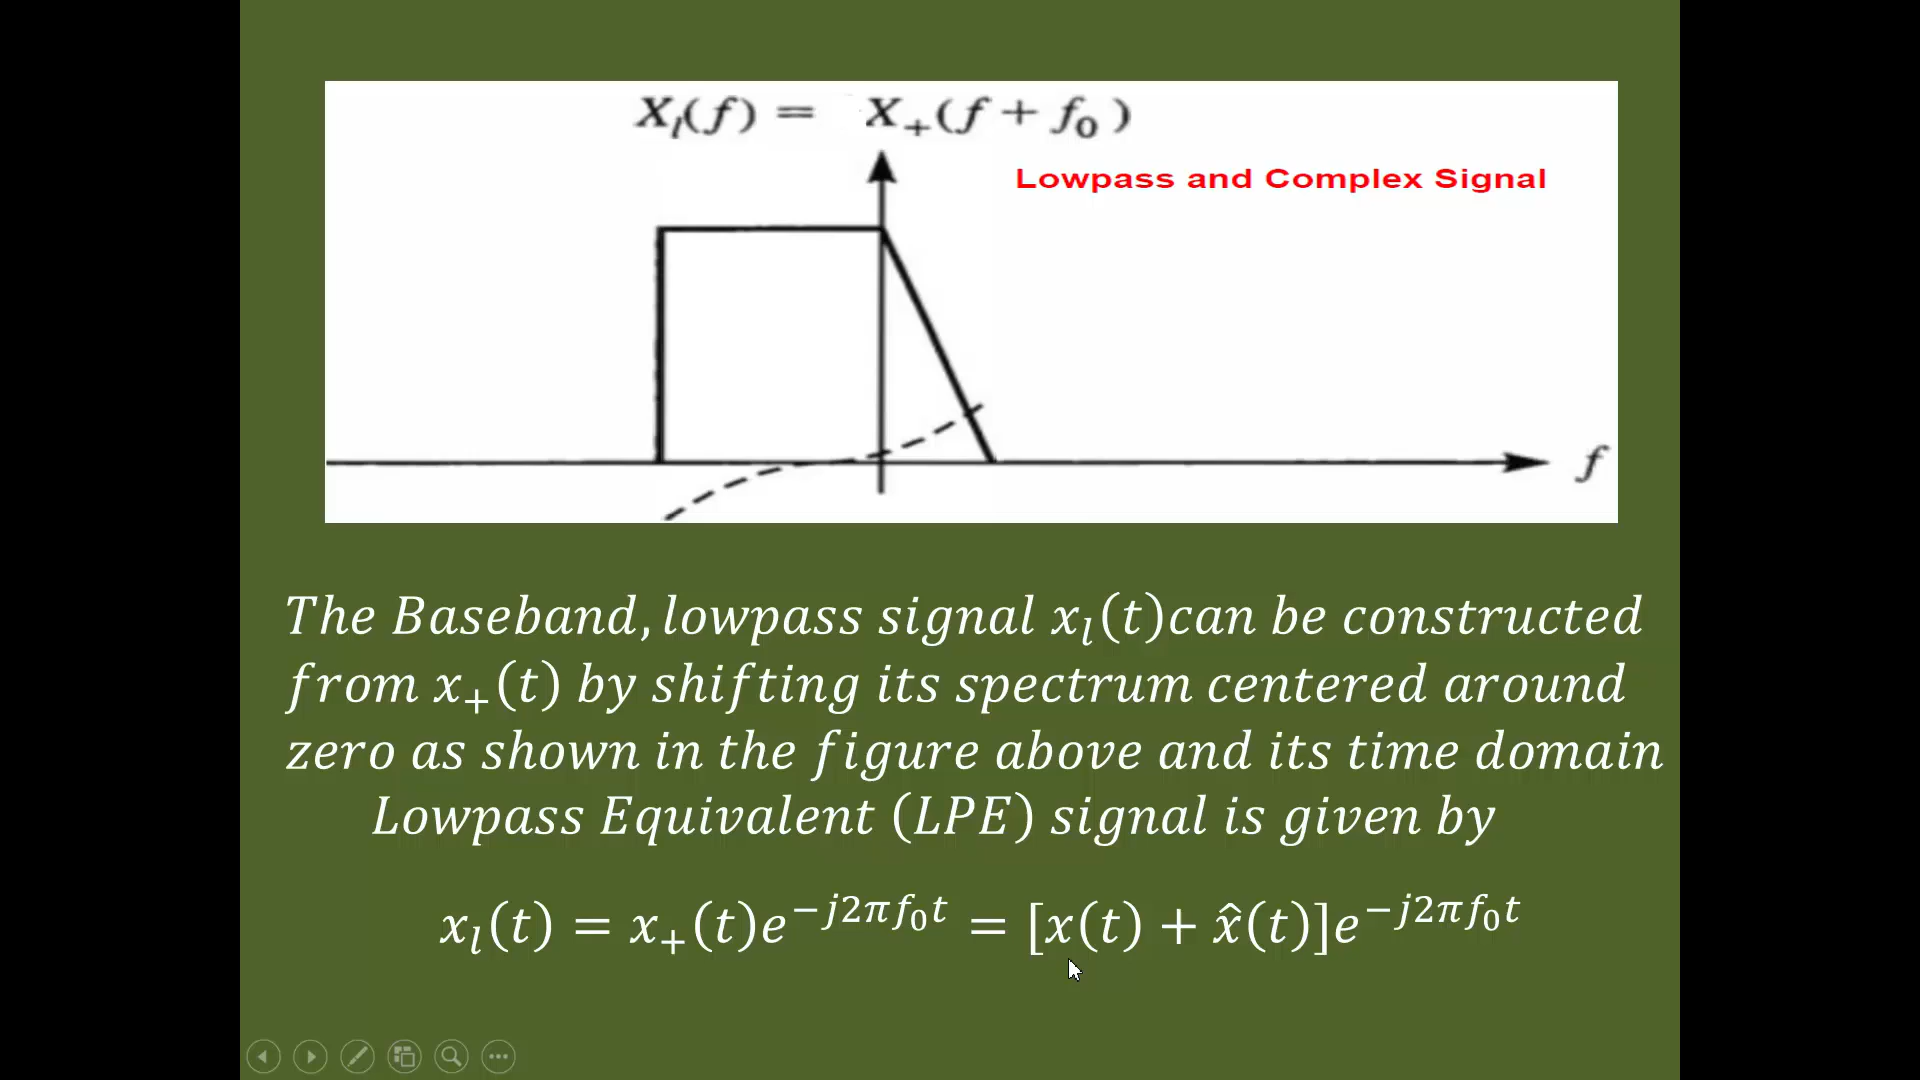 X_l(f) = X_+(f + f_0)
Lowpass and Complex Signal
f
The Baseband, lowpass signal x_l(t)can be constructed
from x_+(t) by shifting its spectrum centered around
zero as shown in the figure above and its time domain
Lowpass Equivalent (LPE) signal is given by
x_l(t) = x_+(t)e^{-j2πf_0t} = [x(t) + x̂(t)]e^{-j2πf_0t}